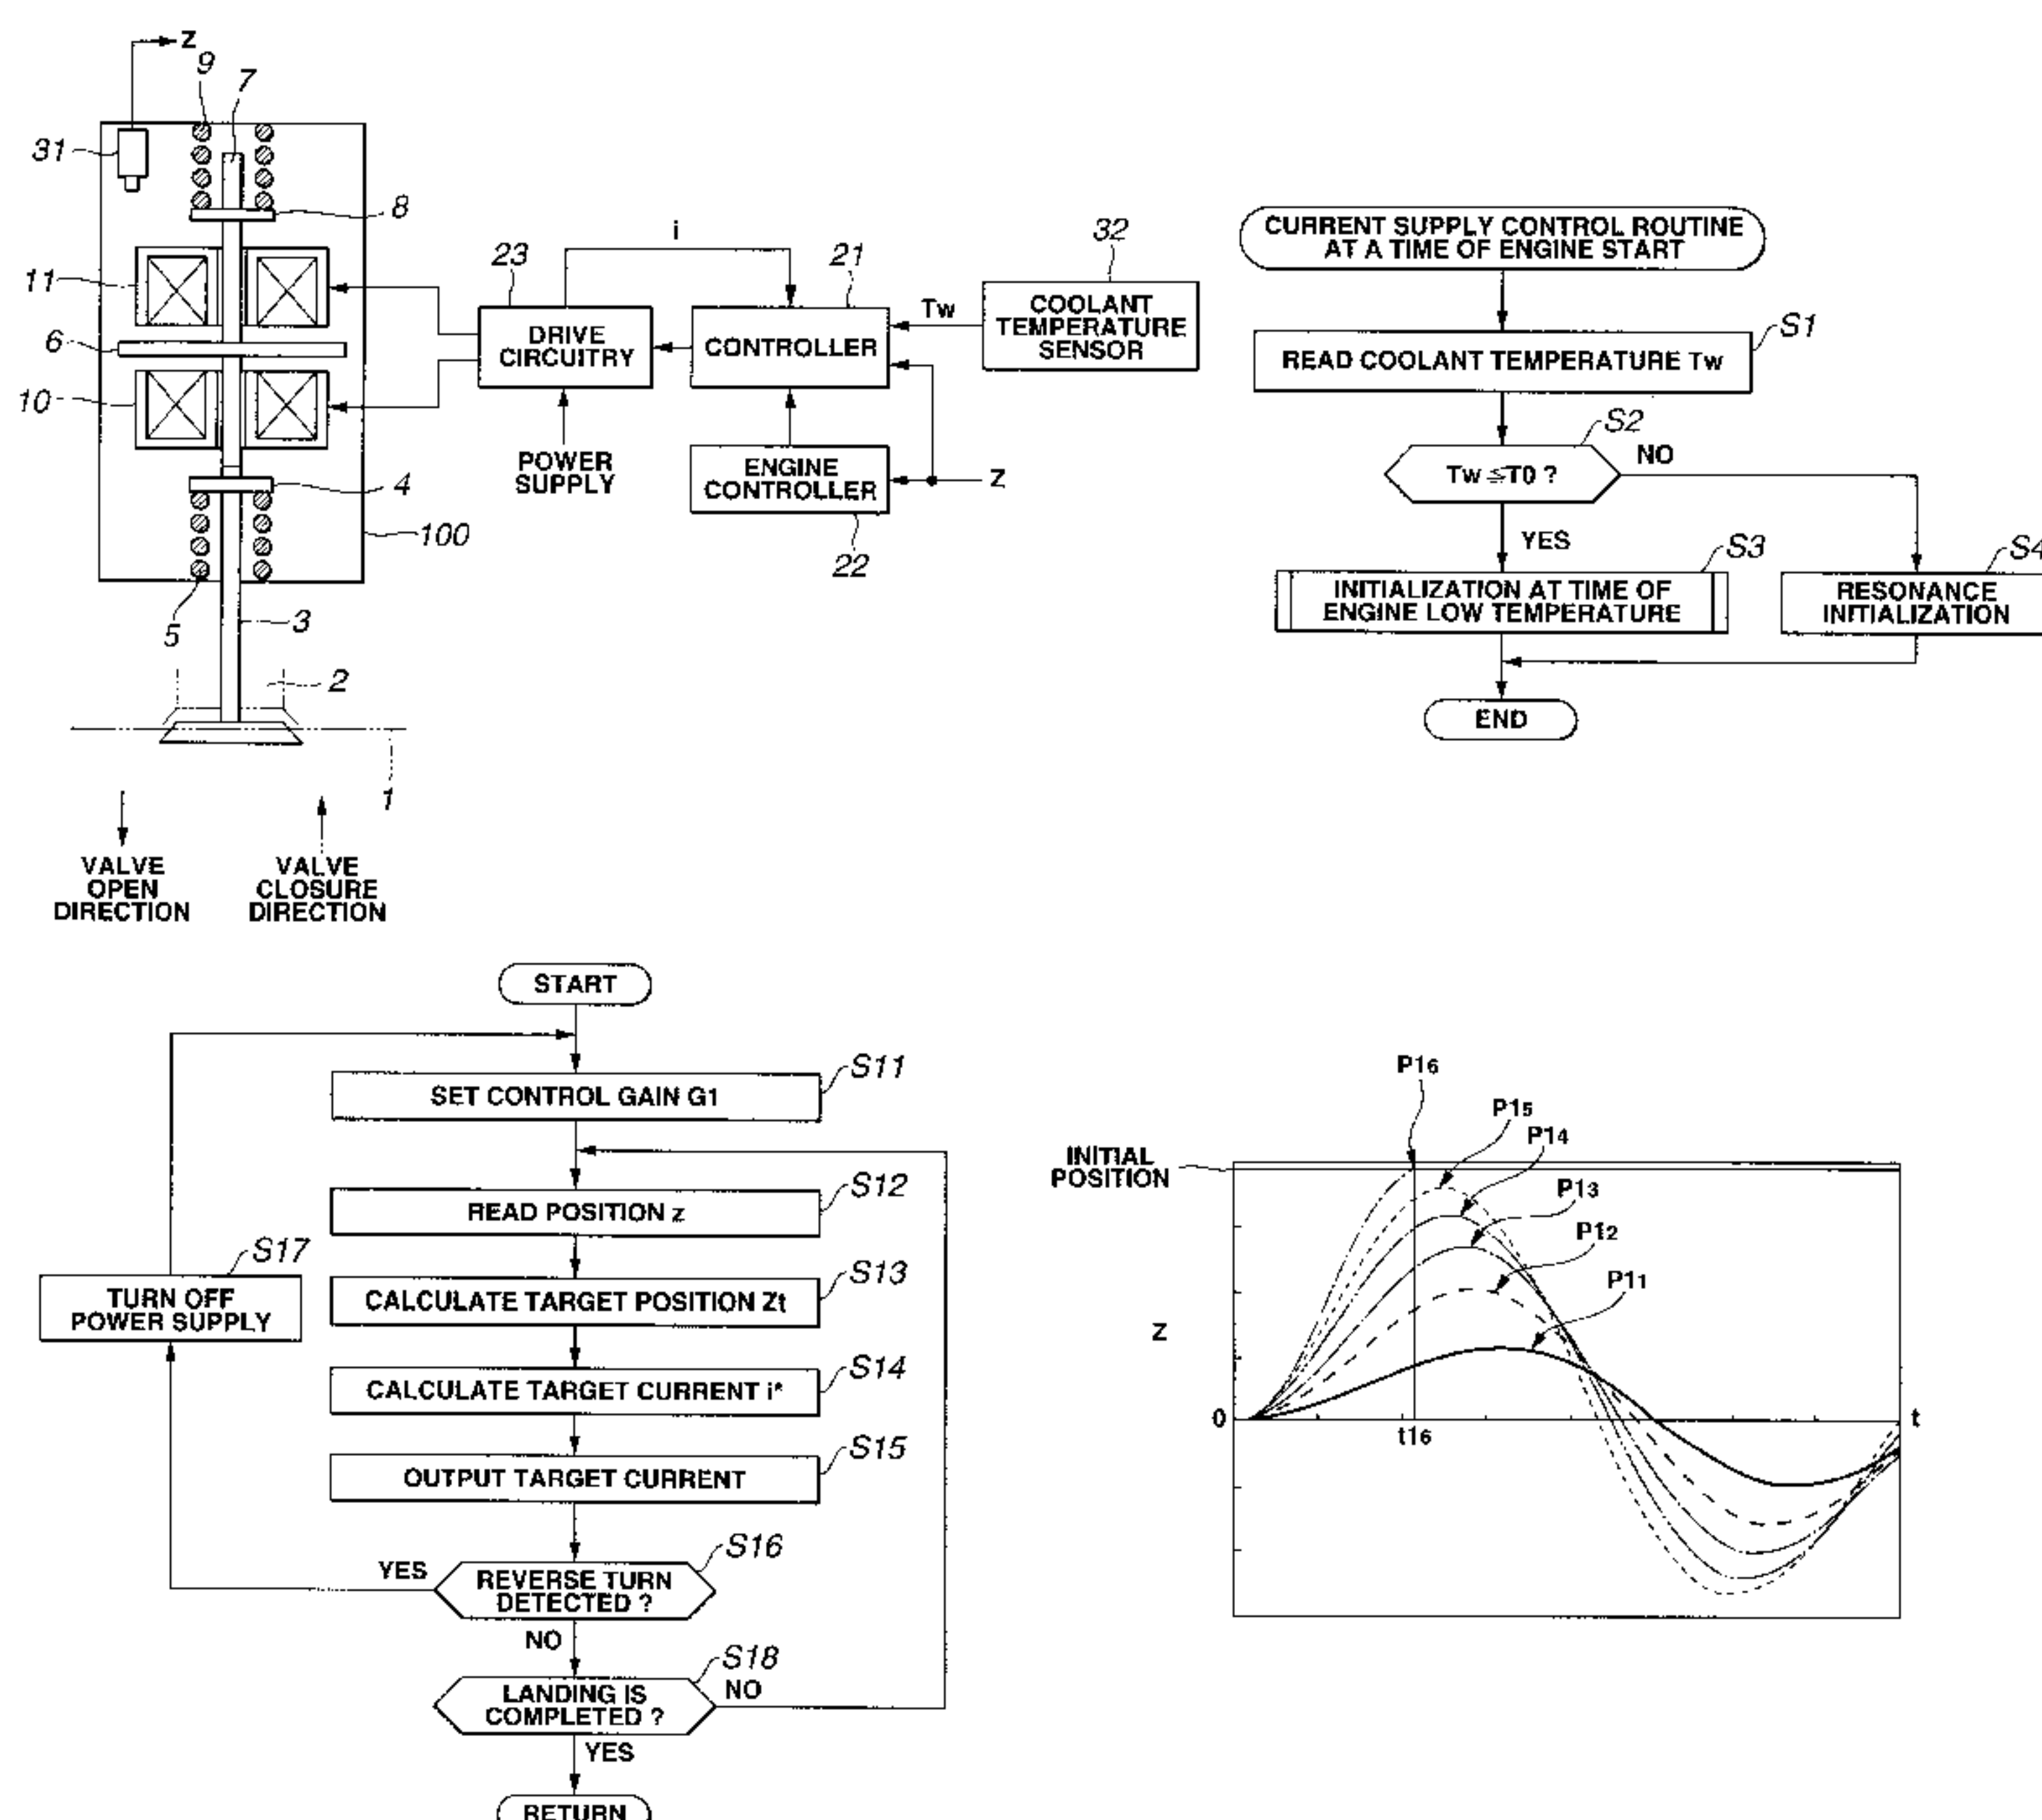 Z
9
7
31
8
11
6
10
4
100
5
3
2
1
VALVE
OPEN
DIRECTION
VALVE
CLOSURE
DIRECTION
i
23
21
32
DRIVE
CIRCUITRY
CONTROLLER
Tw
COOLANT
TEMPERATURE
SENSOR
POWER
SUPPLY
ENGINE
CONTROLLER
Z
22
CURRENT SUPPLY CONTROL ROUTINE
AT A TIME OF ENGINE START
S1
READ COOLANT TEMPERATURE Tw
S2
Tw ≦T0 ?
NO
YES
S3
INITIALIZATION AT TIME OF
ENGINE LOW TEMPERATURE
S4
RESONANCE
INITIALIZATION
END
START
S11
SET CONTROL GAIN G1
S12
READ POSITION z
S13
CALCULATE TARGET POSITION Zt
S14
CALCULATE TARGET CURRENT i*
S15
OUTPUT TARGET CURRENT
S16
REVERSE TURN
DETECTED ?
YES
S17
TURN OFF
POWER SUPPLY
NO
S18
LANDING IS
COMPLETED ?
NO
YES
RETURN
P16
P15
P14
P13
P12
P11
INITIAL
POSITION
Z
0
t16
t